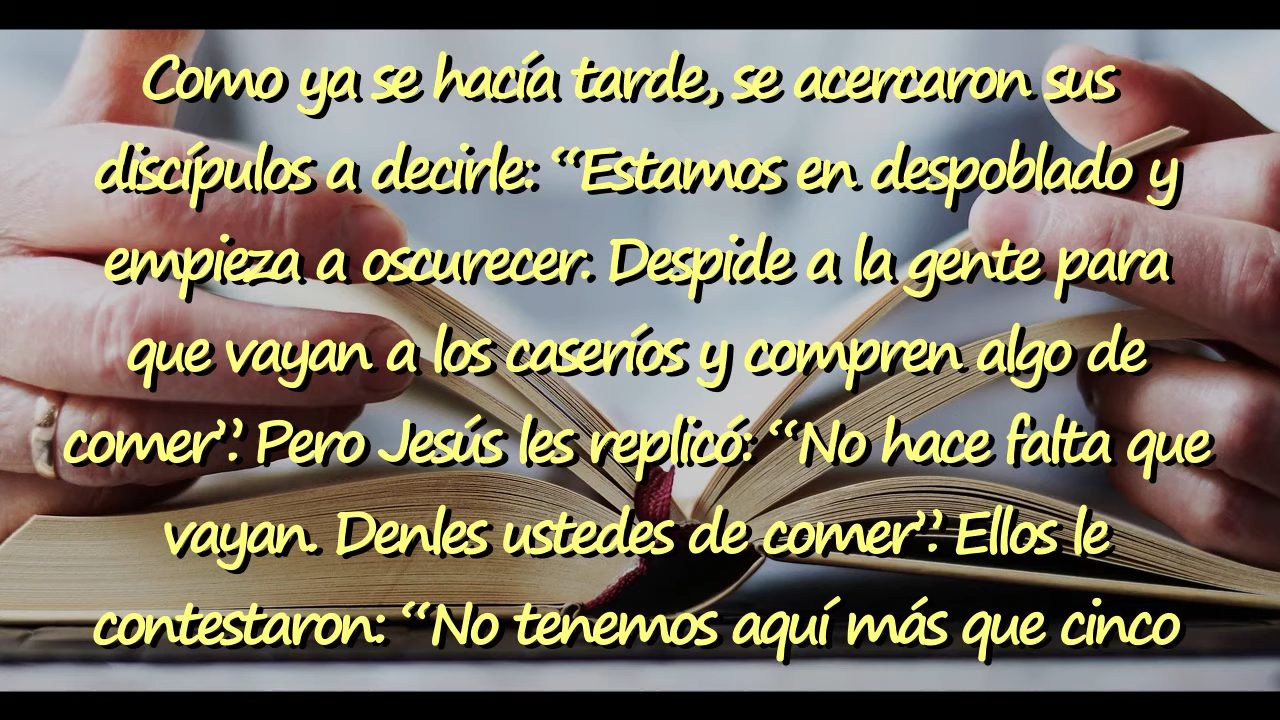 Como ya se hacía tarde, se acercaron sus
discípulos a decirle: “Estamos en despoblado y
empieza a oscurecer. Despide a la gente para
que vayan a los caseríos y compren algo de
comer”. Pero Jesús les replicó: “No hace falta que
vayan. Denles ustedes de comer”. Ellos le
contestaron: “No tenemos aquí más que cinco